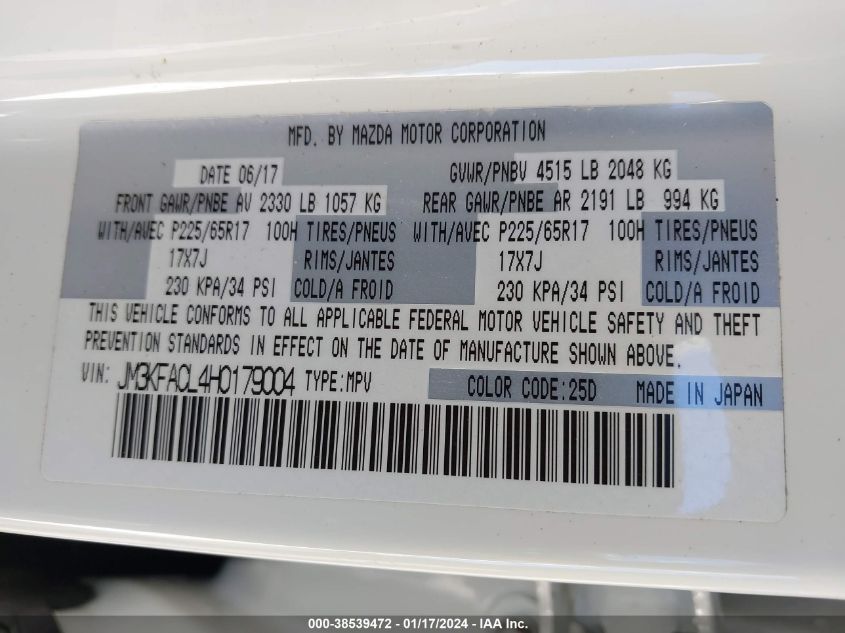 MFD. BY MAZDA MOTOR CORPORATION
DATE 06/17 GVWR/PNBV 4515 LB 2048 KG
FRONT GAWR/PNBE AV 2330 LB 1057 KG REAR GAWR/PNBE AR 2191 LB 994 KG
WITH/AVEC P225/65R17 100H TIRES/PNEUS WITH/AVEC P225/65R17 100H TIRES/PNEUS
17X7J RIMS/JANTES 17X7J RIMS/JANTES
230 KPA/34 PSI COLD/A FROID 230 KPA/34 PSI COLD/A FROID
THIS VEHICLE CONFORMS TO ALL APPLICABLE FEDERAL MOTOR VEHICLE SAFETY AND THEFT
PREVENTION STANDARDS IN EFFECT ON THE DATE OF MANUFACTURE SHOWN ABOVE.
VIN: JM3KFACL4H0179004 TYPE:MPV COLOR CODE:25D MADE IN JAPAN
000-38539472 - 01/17/2024 - IAA Inc.